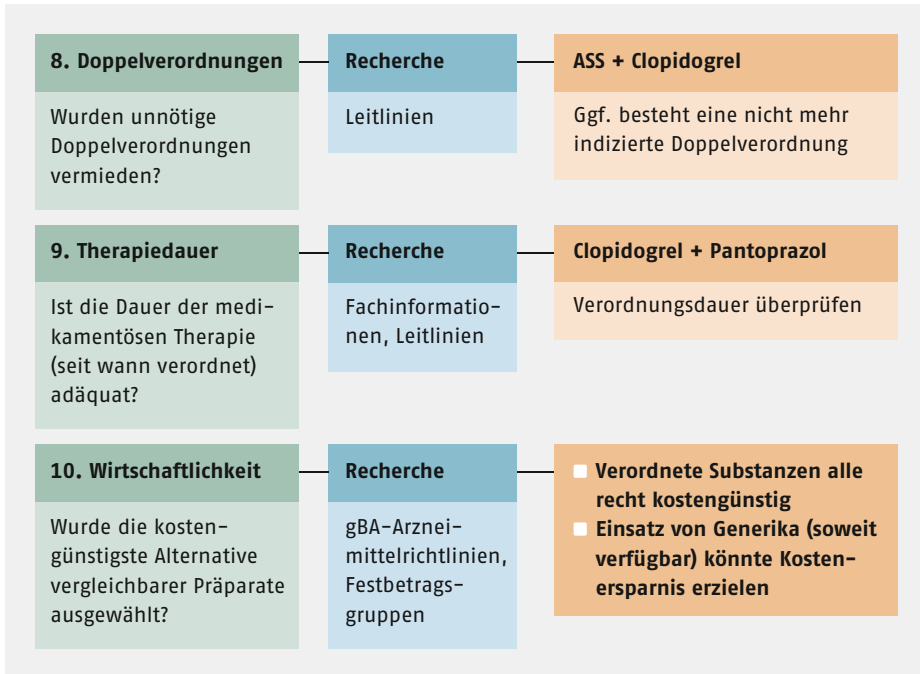 8. Doppelverordnungen
Wurden unnötige
Doppelverordnungen
vermieden?
Recherche
Leitlinien
ASS + Clopidogrel
Ggf. besteht eine nicht mehr
indizierte Doppelverordnung
9. Therapiedauer
Ist die Dauer der medi-
kamentösen Therapie
(seit wann verordnet)
adäquat?
Recherche
Fachinformatio-
nen, Leitlinien
Clopidogrel + Pantoprazol
Verordnungsdauer überprüfen
10. Wirtschaftlichkeit
Wurde die kosten-
günstigste Alternative
vergleichbarer Präparate
ausgewählt?
Recherche
gBA-Arznei-
mittelrichtlinien,
Festbetrags-
gruppen
Verordnete Substanzen alle
recht kostengünstig
Einsatz von Generika (soweit
verfügbar) könnte Kosten-
ersparnis erzielen